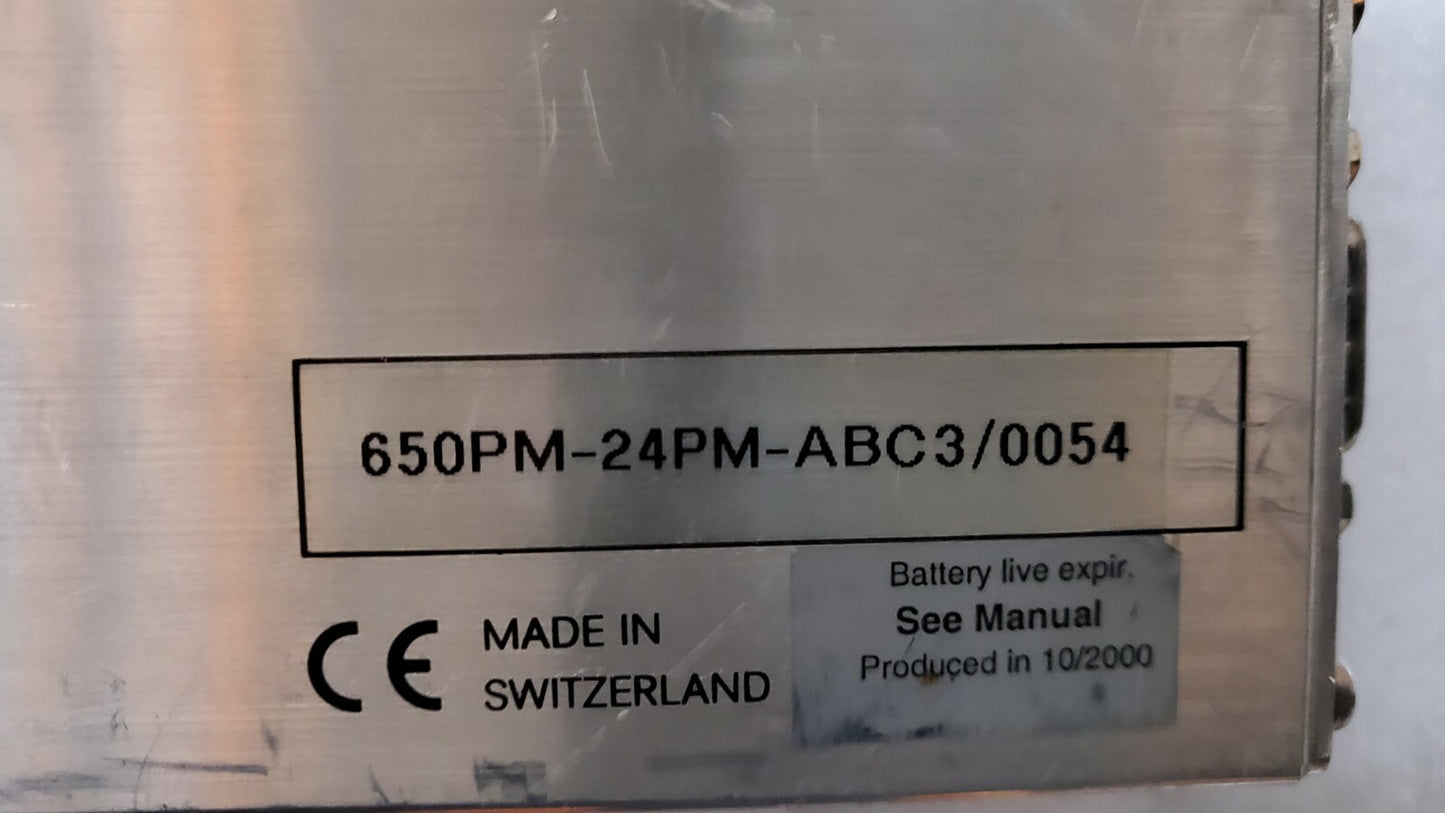 650PM-24PM-ABC3/0054
CE MADE IN
SWITZERLAND
Battery live expir.
See Manual
Produced in 10/2000